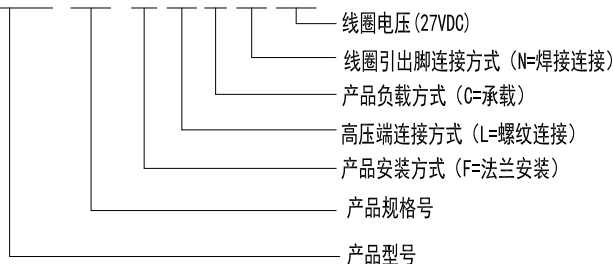 线圈电压(27VDC)
线圈引出脚连接方式（N=焊接连接）
产品负载方式（C=承载）
高压端连接方式（L=螺纹连接）
产品安装方式（F=法兰安装）
产品规格号
产品型号